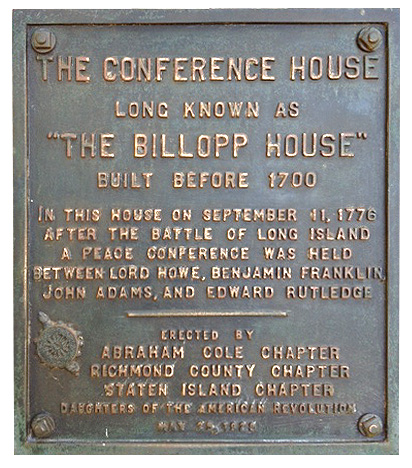 THE CONFERENCE HOUSE
LONG KNOWN AS
"THE BILLOPP HOUSE"
BUILT BEFORE 1700
IN THIS HOUSE ON SEPTEMBER 11, 1776
AFTER THE BATTLE OF LONG ISLAND
A PEACE CONFERENCE WAS HELD
BETWEEN LORD HOWE, BENJAMIN FRANKLIN,
JOHN ADAMS, AND EDWARD RUTLEDGE
ERECTED BY
ABRAHAM COLE CHAPTER
RICHMOND COUNTY CHAPTER
STATEN ISLAND CHAPTER
DAUGHTERS OF THE AMERICAN REVOLUTION
MAY